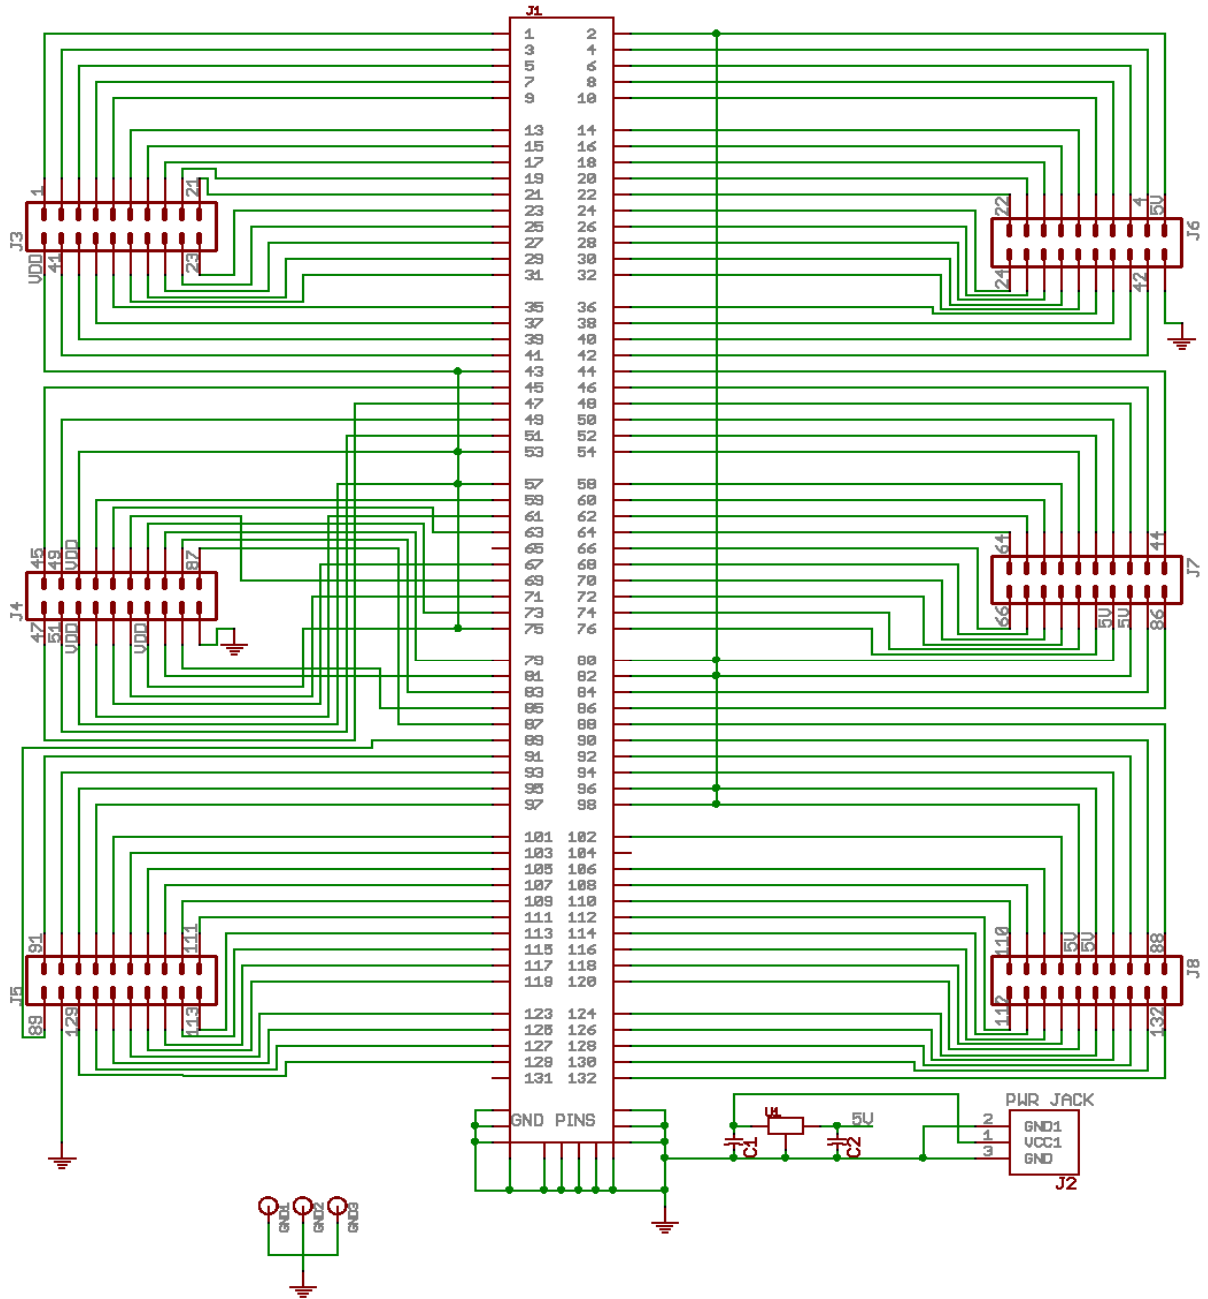 J1
1 2
3 4
5 6
7 8
9 10
13 14
15 16
17 18
19 20
21 22
23 24
25 26
27 28
29 30
31 32
35 36
37 38
39 40
41 42
43 44
45 46
47 48
49 50
51 52
53 54
57 58
59 60
61 62
63 64
65 66
67 68
69 70
71 72
73 74
75 76
79 80
81 82
83 84
85 86
87 88
89 90
91 92
93 94
95 96
97 98
101 102
103 104
105 106
107 108
109 110
111 112
113 114
115 116
117 118
119 120
123 124
125 126
127 128
129 130
131 132
GND PINS
1 21
J3
VDD 41 23
45 49 VDD 87
J4
47 51 VDD VDD
91 111
J5
89 129 113
22 4 5V
J6
24 42
64 44
J7
66 5V 5V 86
110 5V 5V 88
J8
112 132
U1 5V
C1 C2
PWR JACK
2 GND1
1 VCC1
3 GND
J2
GND1 GND2 GND3